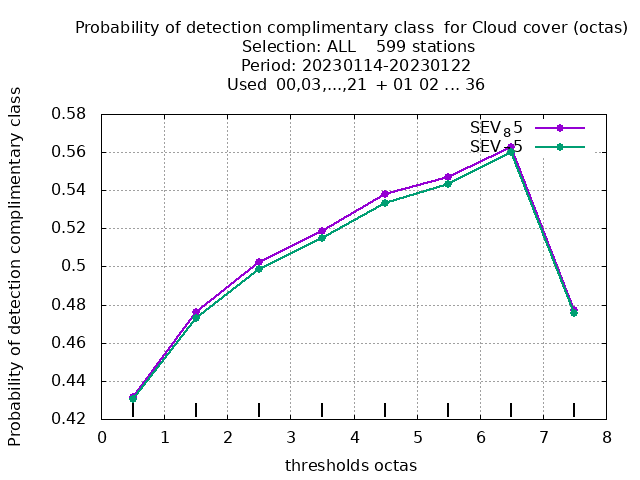 Probability of detection complimentary class for Cloud cover (octas)
Selection: ALL 599 stations
Period: 20230114-20230122
Used 00,03,...,21 + 01 02 ... 36
Probability of detection complimentary class
0.58
0.56
0.54
0.52
0.5
0.48
0.46
0.44
0.42
SEV85
0 1 2 3 4 5 6 7 8
thresholds octas